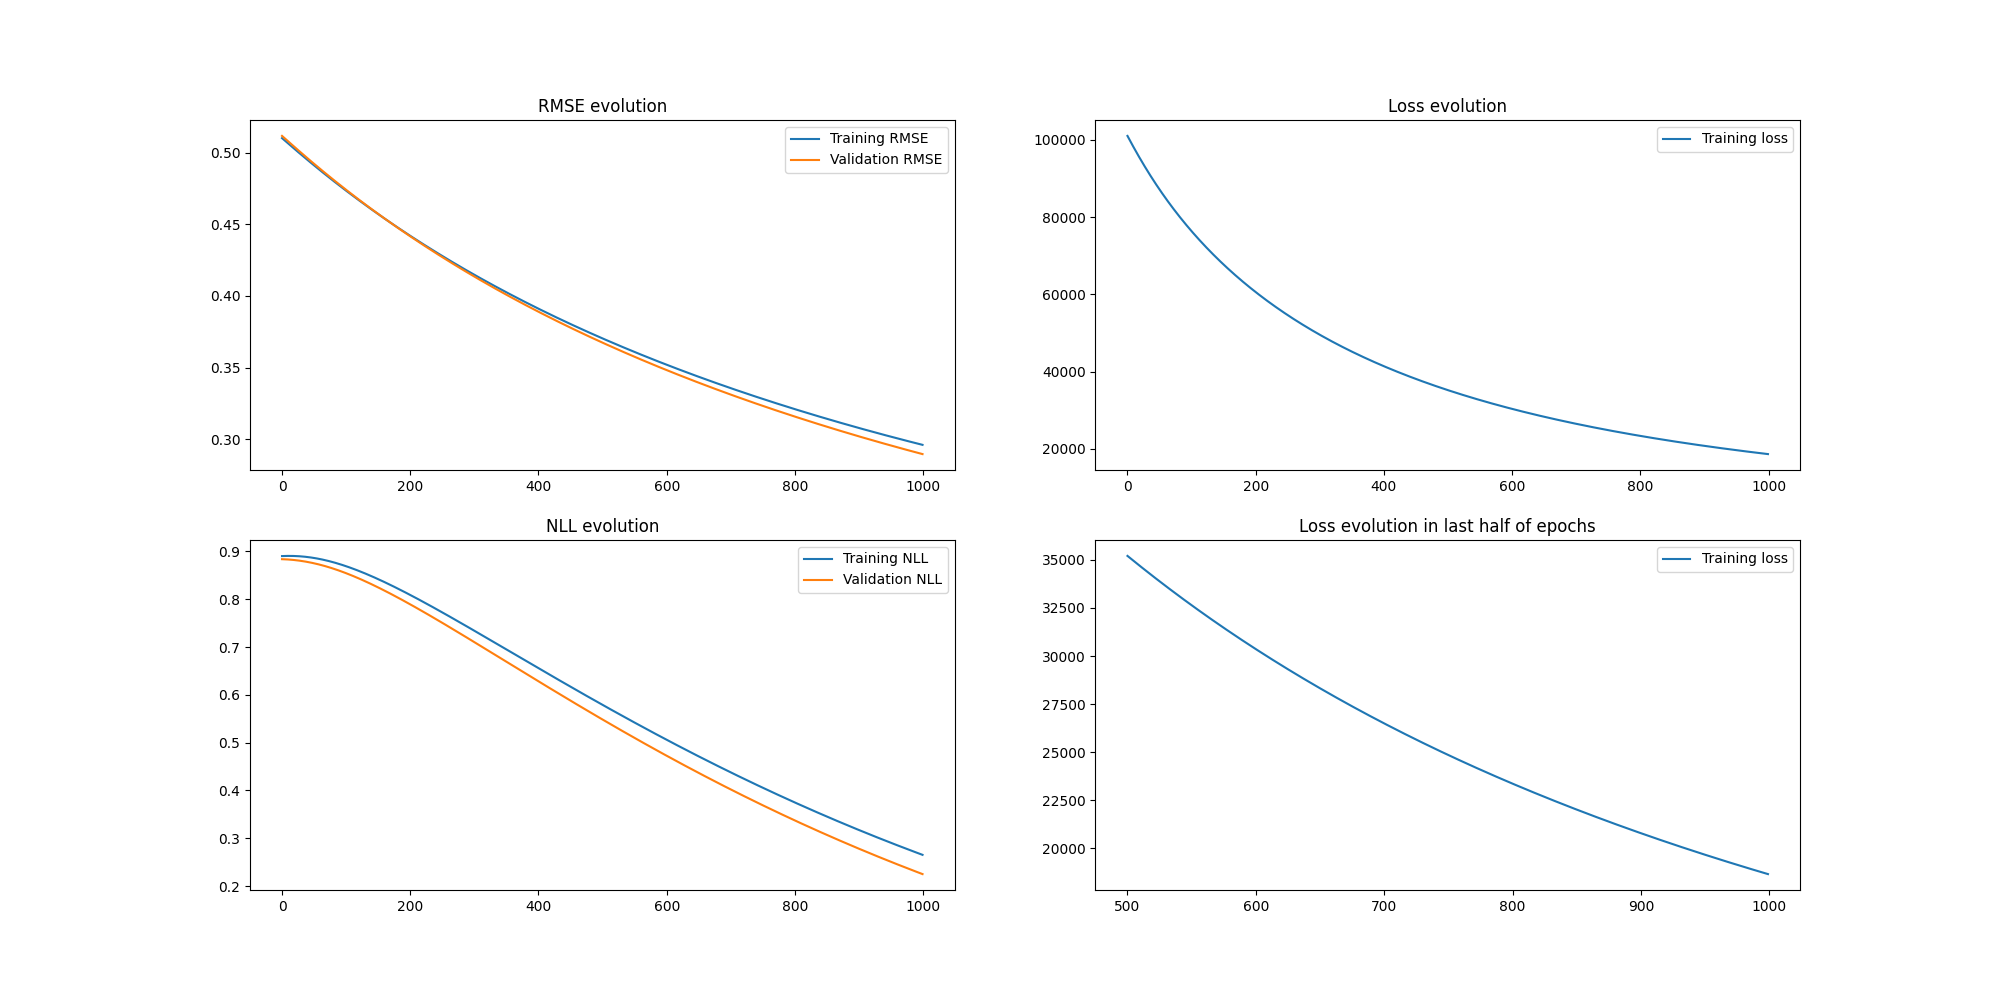 RMSE evolution
Training RMSE
Validation RMSE
0.50
0.45
0.40
0.35
0.30
0 200 400 600 800 1000
Loss evolution
Training loss
100000
80000
60000
40000
20000
0 200 400 600 800 1000
NLL evolution
Training NLL
Validation NLL
0.9
0.8
0.7
0.6
0.5
0.4
0.3
0.2
0 200 400 600 800 1000
Loss evolution in last half of epochs
Training loss
35000
32500
30000
27500
25000
22500
20000
500 600 700 800 900 1000